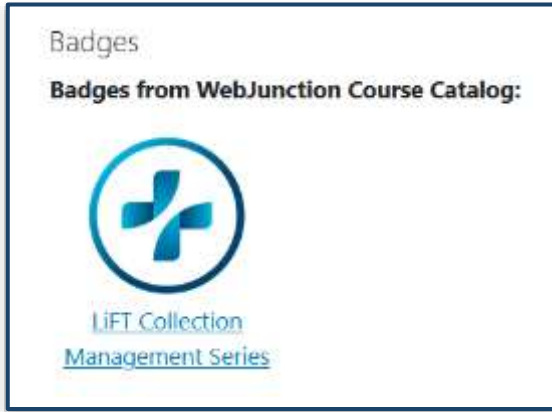 Badges
Badges from WebJunction Course Catalog:
LiFT Collection
Management Series